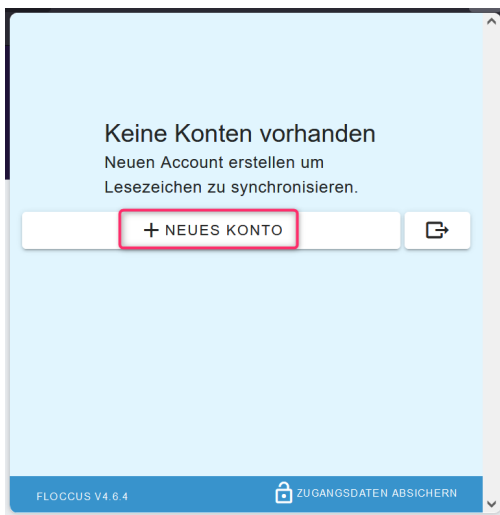 Keine Konten vorhanden
Neuen Account erstellen um
Lesezeichen zu synchronisieren.
+ NEUES KONTO
FLOCCUS V4.6.4
ZUGANGSDATEN ABSICHERN